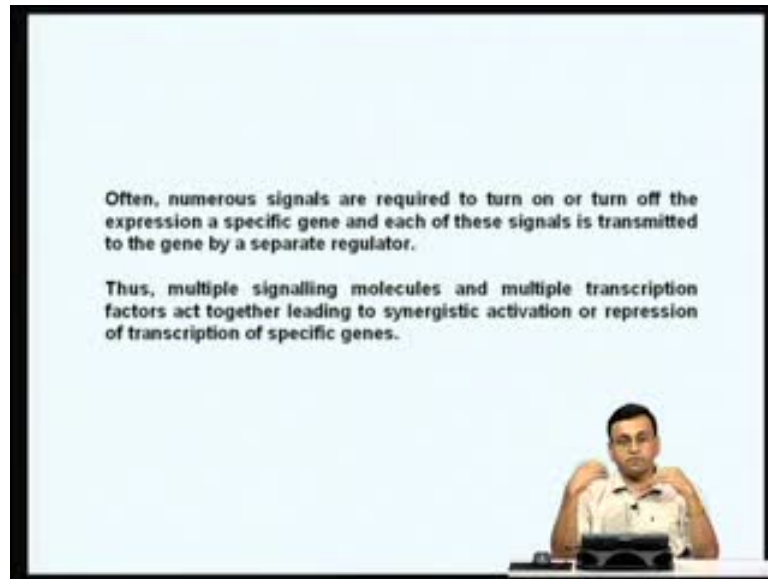 Often, numerous signals are required to turn on or turn off the
expression a specific gene and each of these signals is transmitted
to the gene by a separate regulator.
Thus, multiple signalling molecules and multiple transcription
factors act together leading to synergistic activation or repression
of transcription of specific genes.